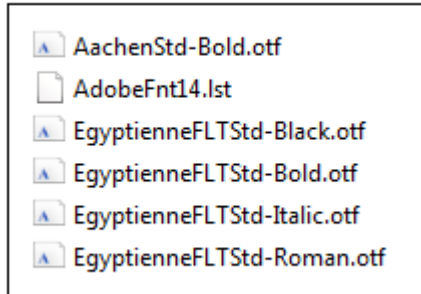 AachenStd-Bold.otf
AdobeFnt14.lst
EgyptienneFLTStd-Black.otf
EgyptienneFLTStd-Bold.otf
EgyptienneFLTStd-Italic.otf
EgyptienneFLTStd-Roman.otf